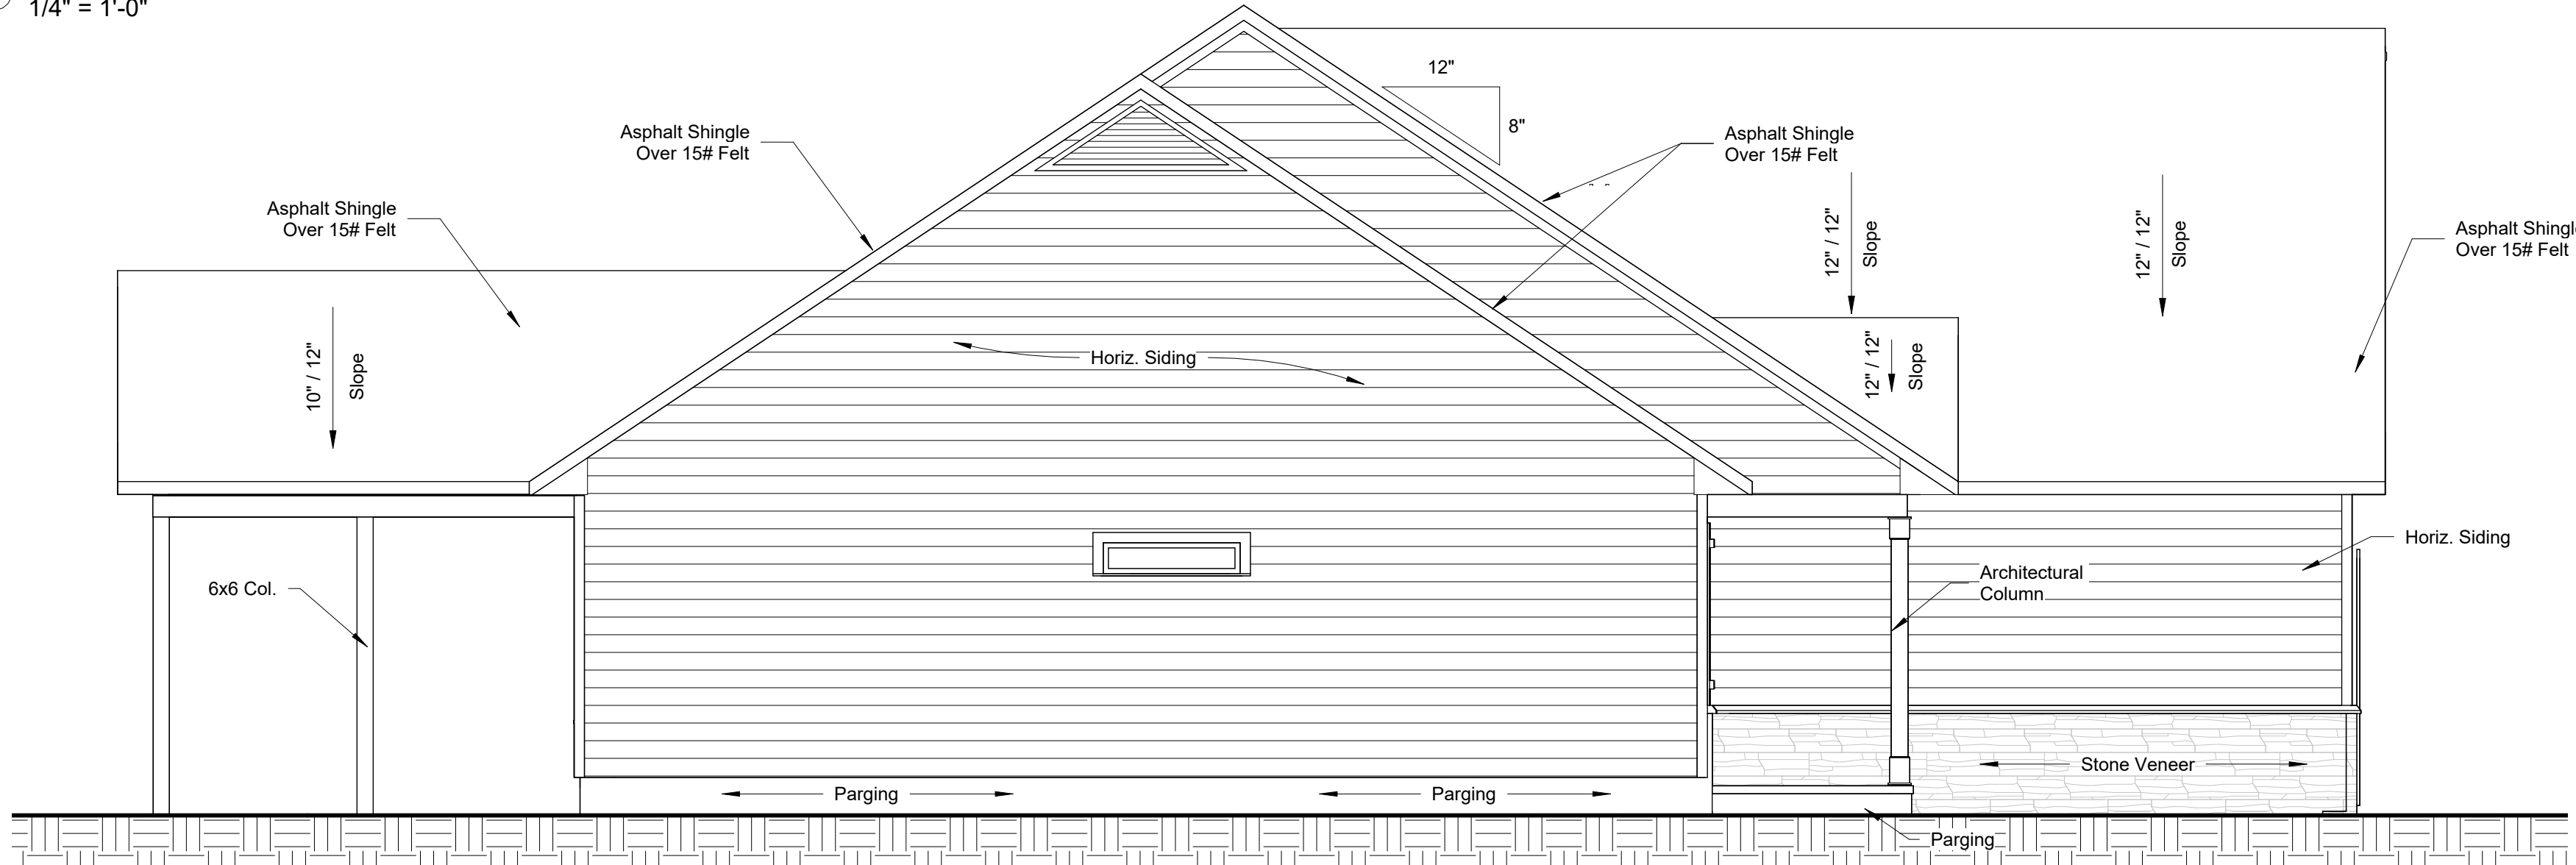 1/4" = 1'-0"
12"
8"
Asphalt Shingle
Over 15# Felt
Asphalt Shingle
Over 15# Felt
Asphalt Shingle
Over 15# Felt
Asphalt Shingl
Over 15# Felt
12" / 12"
Slope
12" / 12"
Slope
12" / 12"
Slope
10" / 12"
Slope
Horiz. Siding
Horiz. Siding
6x6 Col.
Architectural
Column
Stone Veneer
Parging
Parging
Parging